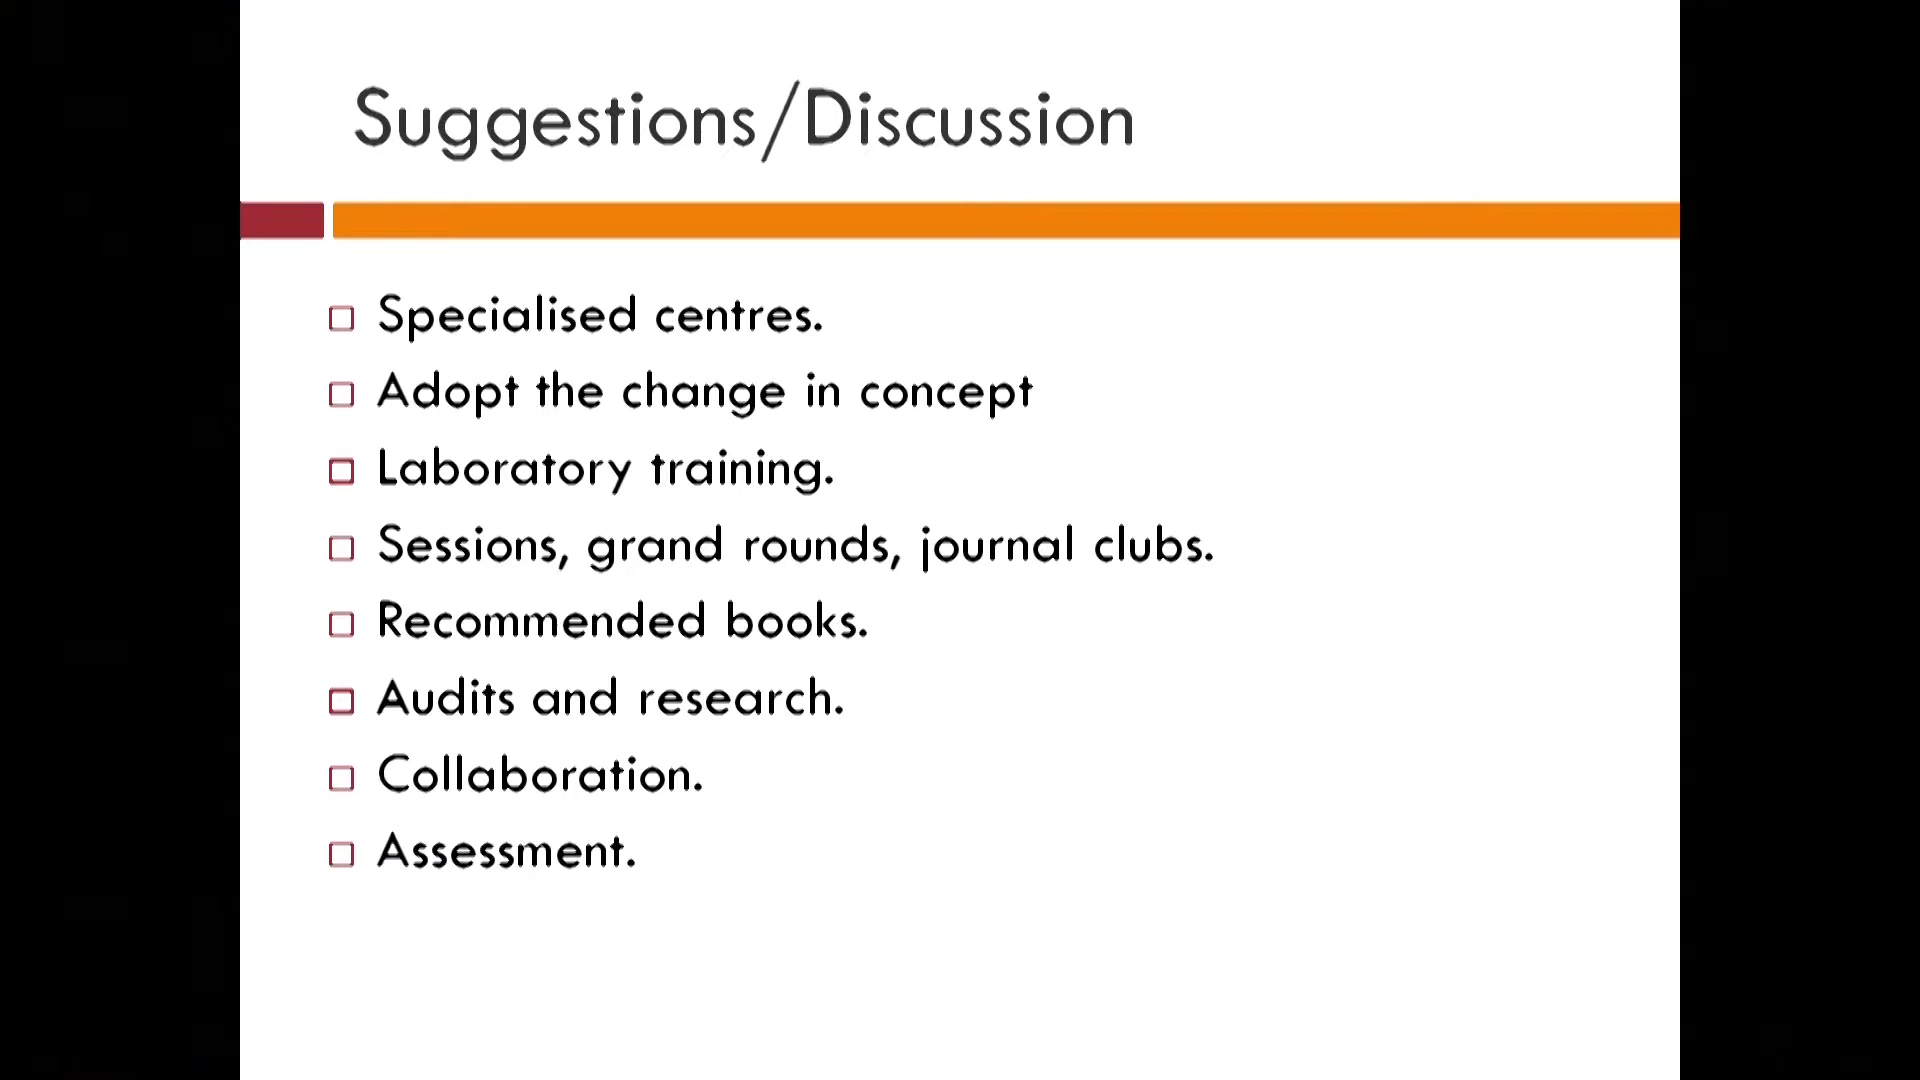 Suggestions/Discussion
Specialised centres.
Adopt the change in concept
Laboratory training.
Sessions, grand rounds, journal clubs.
Recommended books.
Audits and research.
Collaboration.
Assessment.